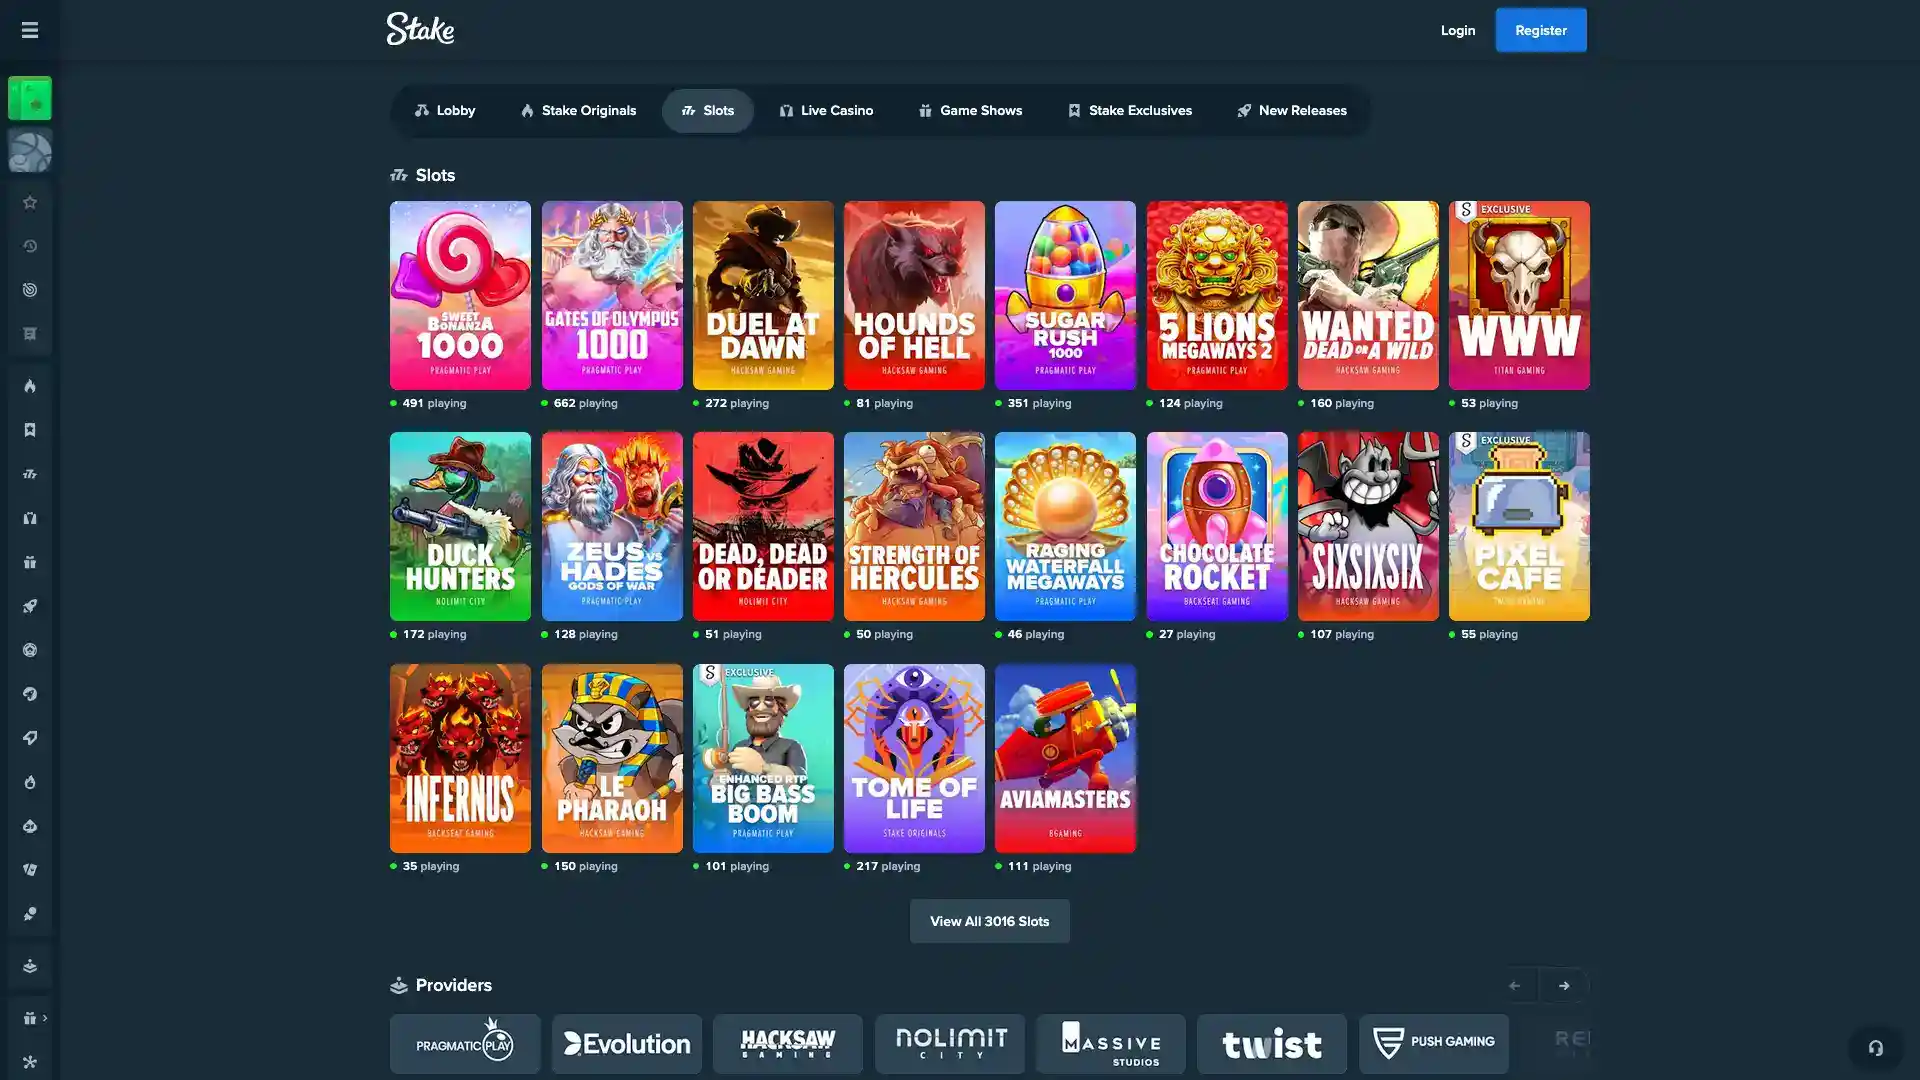 Stake
Login
Register
Lobby
Stake Originals
Slots
Live Casino
Game Shows
Stake Exclusives
New Releases
Slots
SWEET
BONANZA
1000
PRAGMATIC PLAY
491 playing
GATES OF OLYMPUS
1000
PRAGMATIC PLAY
662 playing
DUEL AT
DAWN
HACKSAW GAMING
272 playing
HOUNDS
OF HELL
HACKSAW GAMING
81 playing
SUGAR
RUSH
1000
PRAGMATIC PLAY
351 playing
5 LIONS
MEGAWAYS 2
PRAGMATIC PLAY
124 playing
WANTED
DEAD OR A WILD
HACKSAW GAMING
160 playing
S EXCLUSIVE
WWW
TITAN GAMING
53 playing
DUCK
HUNTERS
NOLIMIT CITY
172 playing
ZEUS VS
HADES
GODS OF WAR
PRAGMATIC PLAY
128 playing
DEAD, DEAD
OR DEADER
NOLIMIT CITY
51 playing
STRENGTH OF
HERCULES
HACKSAW GAMING
50 playing
RAGING
WATERFALL
MEGAWAYS
PRAGMATIC PLAY
46 playing
CHOCOLATE
ROCKET
BACKSEAT GAMING
27 playing
SIXSIXSIX
HACKSAW GAMING
107 playing
S EXCLUSIVE
PIXEL
CAFE
55 playing
INFERNUS
BACKSEAT GAMING
35 playing
LE
PHARAOH
HACKSAW GAMING
150 playing
S EXCLUSIVE
ENHANCED RTP
BIG BASS
BOOM
PRAGMATIC PLAY
101 playing
TOME OF
LIFE
STAKE ORIGINALS
217 playing
AVIAMASTERS
BGAMING
111 playing
View All 3016 Slots
Providers
PRAGMATIC PLAY
Evolution
HACKSAW
GAMING
NOLIMIT
CITY
MASSIVE
STUDIOS
twist
PUSH GAMING